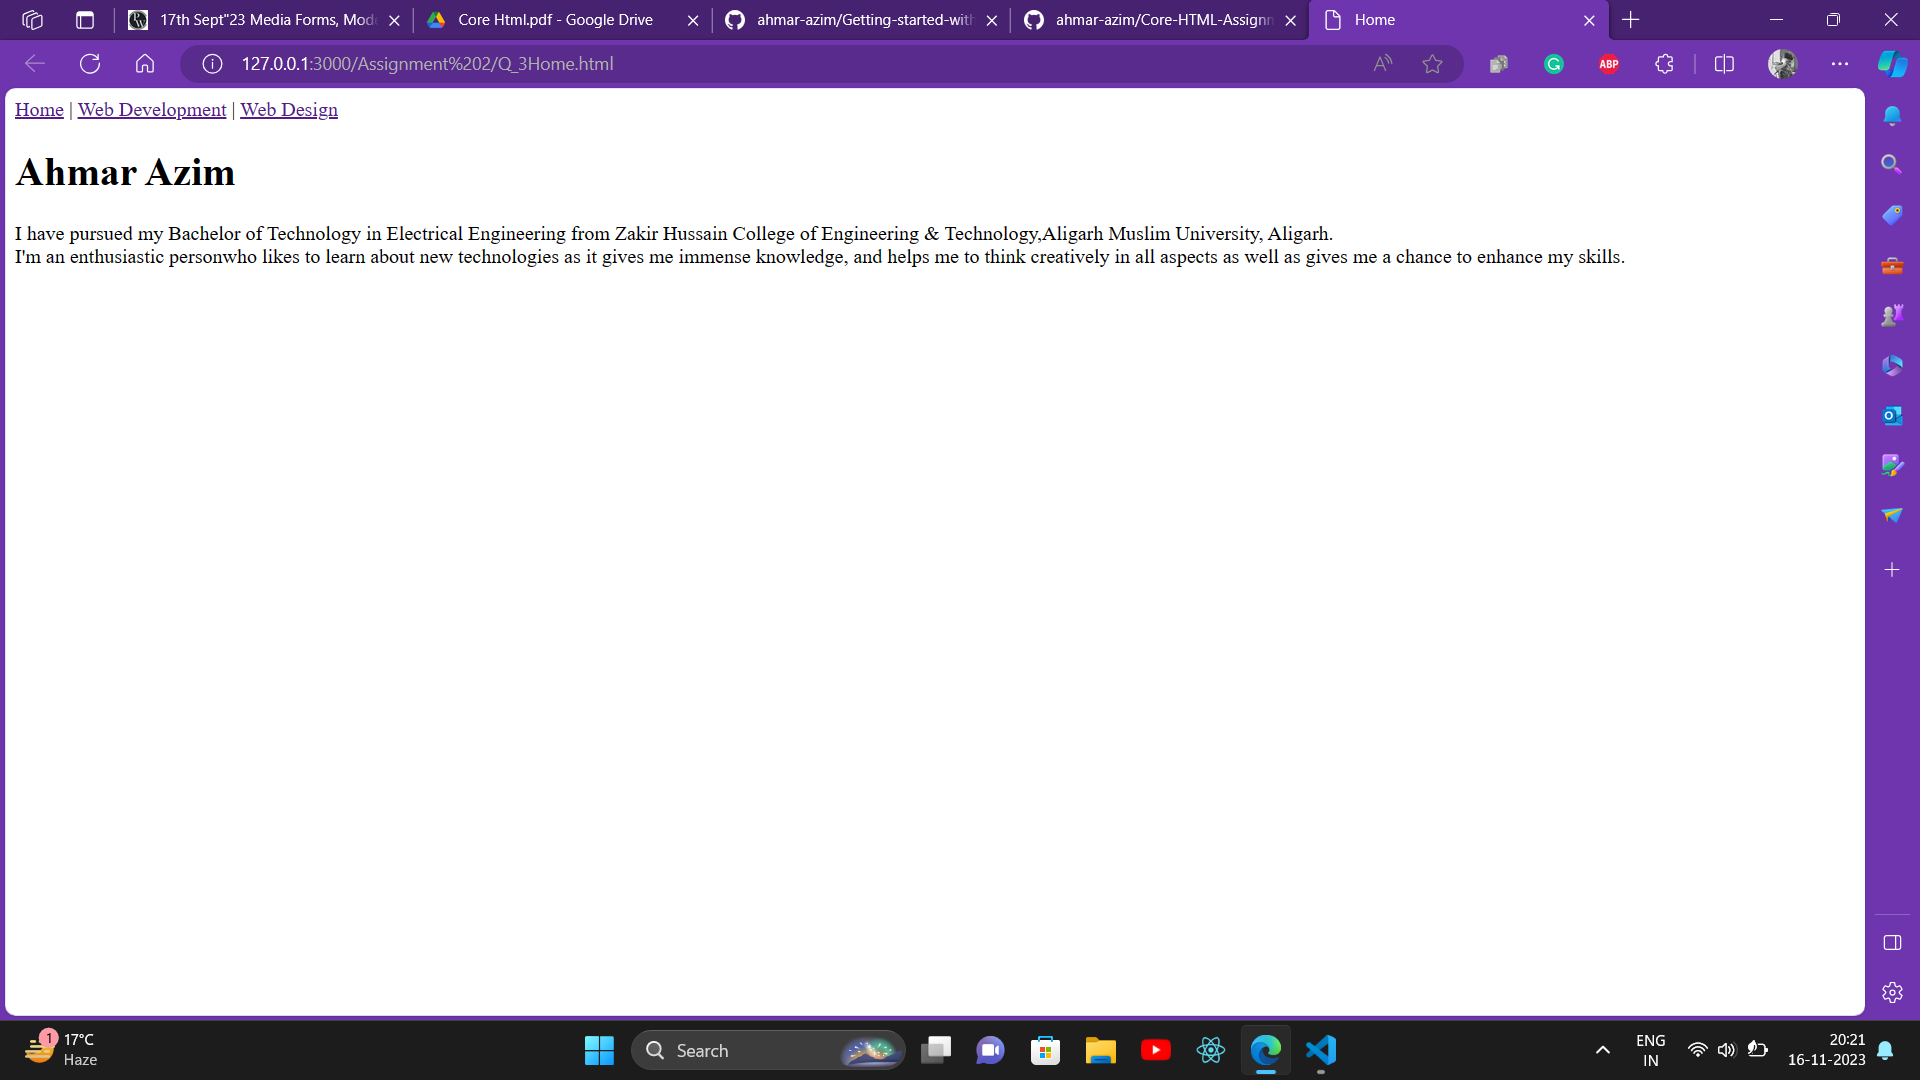 17th Sept"23 Media Forms, Mod
Core Html.pdf - Google Drive
ahmar-azim/Getting-started-with
ahmar-azim/Core-HTML-Assignm
Home
127.0.0.1:3000/Assignment%202/Q_3Home.html
ABP
Home | Web Development | Web Design
Ahmar Azim
I have pursued my Bachelor of Technology in Electrical Engineering from Zakir Hussain College of Engineering & Technology,Aligarh Muslim University, Aligarh.
I'm an enthusiastic personwho likes to learn about new technologies as it gives me immense knowledge, and helps me to think creatively in all aspects as well as gives me a chance to enhance my skills.
1
17°C
Haze
Search
ENG
IN
20:21
16-11-2023